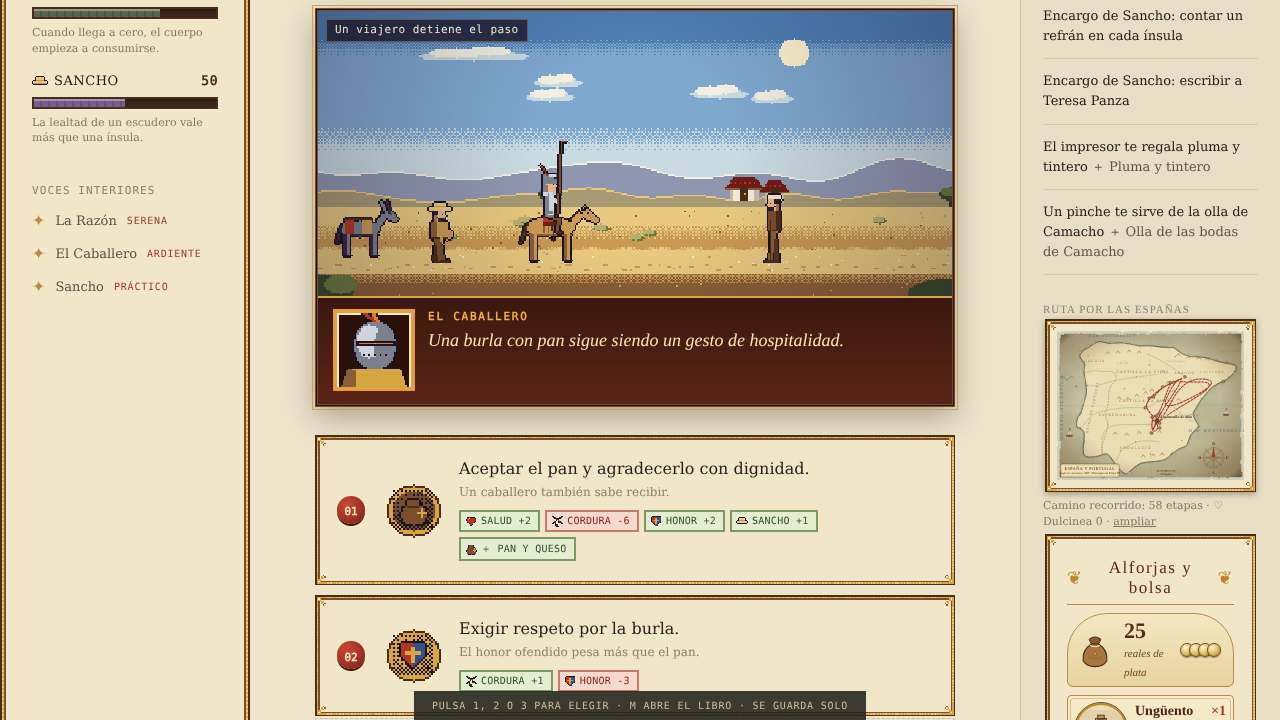 Cuando llega a cero, el cuerpo
empieza a consumirse.
SANCHO 50
La lealtad de un escudero vale
más que una ínsula.
VOCES INTERIORES
La Razón SERENA
El Caballero ARDIENTE
Sancho PRÁCTICO
Un viajero detiene el paso
EL CABALLERO
Una burla con pan sigue siendo un gesto de hospitalidad.
01
Aceptar el pan y agradecerlo con dignidad.
Un caballero también sabe recibir.
SALUD +2 CORDURA -6 HONOR +2 SANCHO +1
+ PAN Y QUESO
02
Exigir respeto por la burla.
El honor ofendido pesa más que el pan.
CORDURA +1 HONOR -3
PULSA 1, 2 O 3 PARA ELEGIR · M ABRE EL LIBRO · SE GUARDA SOLO
Encargo de Sancho: contar un
refrán en cada ínsula
Encargo de Sancho: escribir a
Teresa Panza
El impresor te regala pluma y
tintero + Pluma y tintero
Un pinche te sirve de la olla de
Camacho + Olla de las bodas
de Camacho
RUTA POR LAS ESPAÑAS
ESPAÑA Y PORTUGAL
Camino recorrido: 58 etapas · ♡
Dulcinea 0 · ampliar
Alforjas y
bolsa
25
reales de
plata
Ungüento ×1